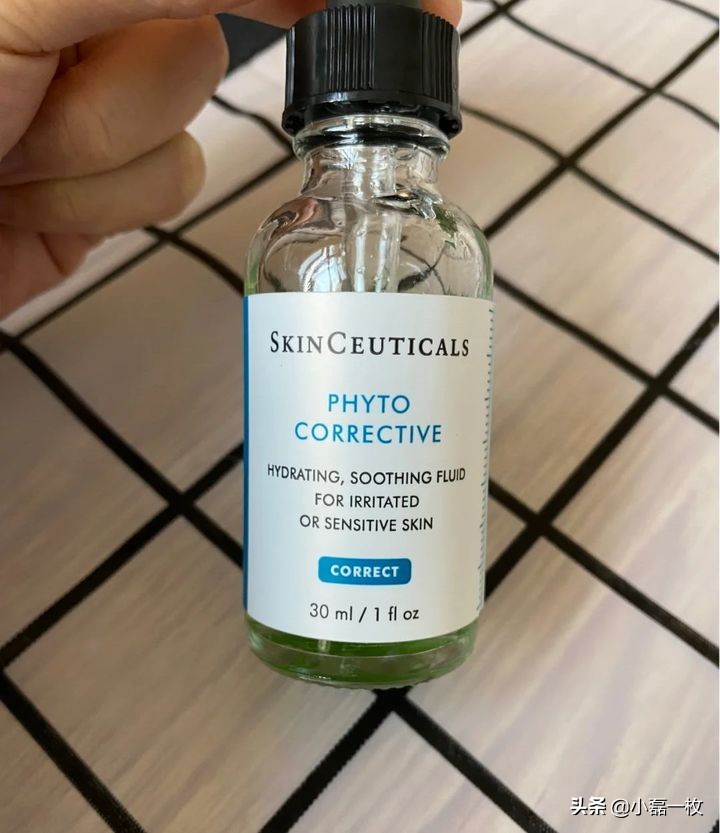 SKINCEUTICALS
PHYTO
CORRECTIVE
HYDRATING, SOOTHING FLUID
FOR IRRITATED
OR SENSITIVE SKIN
CORRECT
30 ml / 1 fl oz
头条 @小磊一枚